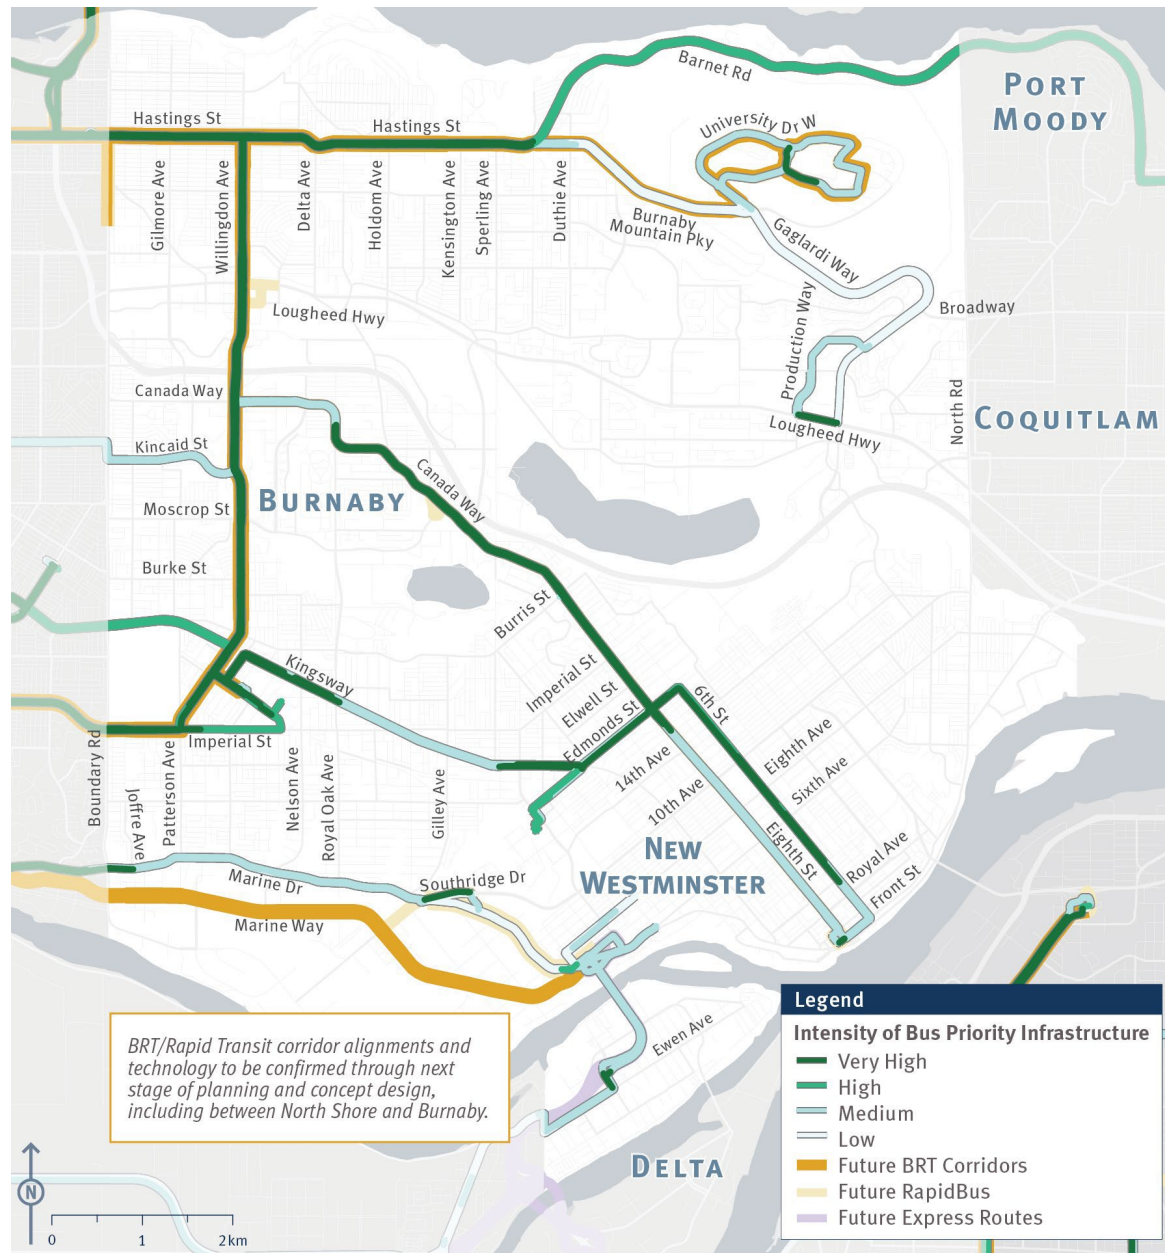 Barnet Rd
PORT
MOODY
Hastings St
Hastings St
University Dr W
Gilmore Ave
Willingdon Ave
Delta Ave
Holdom Ave
Kensington Ave
Sperling Ave
Duthie Ave
Burnaby
Mountain Pky
Gaglardi Way
Lougheed Hwy
Production Way
Broadway
Canada Way
North Rd
COQUITLAM
Lougheed Hwy
Kincaid St
BURNABY
Canada Way
Moscrop St
Burke St
Burris St
Kingsway
Imperial St
Elwell St
Edmonds St
6th St
Imperial St
Boundary Rd
Joffre Ave
Patterson Ave
Nelson Ave
Royal Oak Ave
Gilley Ave
14th Ave
10th Ave
Eighth Ave
Sixth Ave
Eighth St
Royal Ave
Front St
NEW
WESTMINSTER
Marine Dr
Southridge Dr
Marine Way
Ewen Ave
BRT/Rapid Transit corridor alignments and
technology to be confirmed through next
stage of planning and concept design,
including between North Shore and Burnaby.
DELTA
Legend
Intensity of Bus Priority Infrastructure
Very High
High
Medium
Low
Future BRT Corridors
Future RapidBus
Future Express Routes
N
0 1 2km